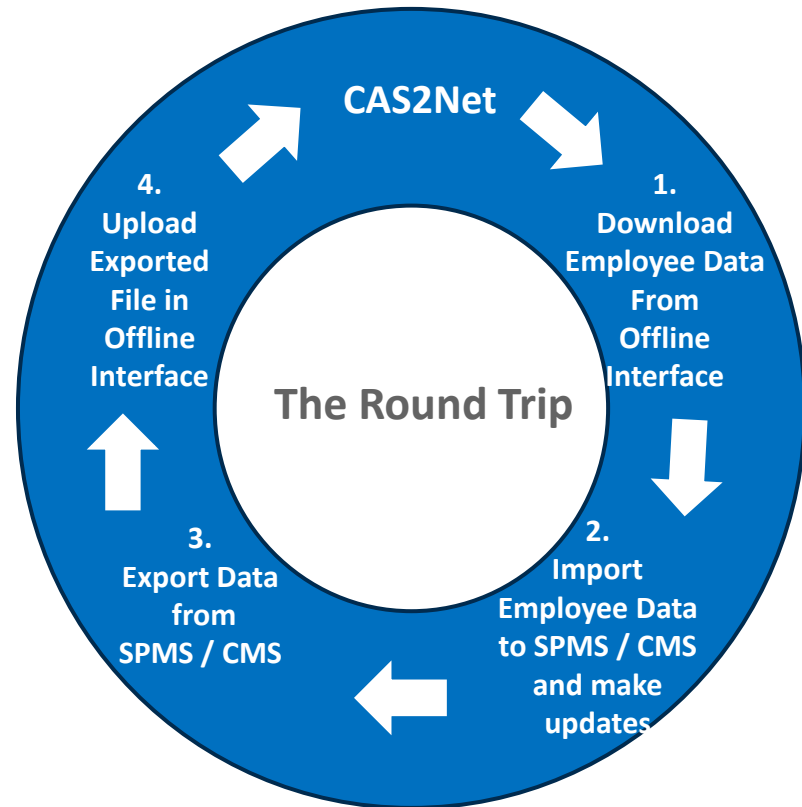 CAS2Net
1.
Download
Employee Data
From
Offline
Interface
2.
Import
Employee Data
to SPMS / CMS
and make
updates
3.
Export Data
from
SPMS / CMS
4.
Upload
Exported
File in
Offline
Interface
The Round Trip